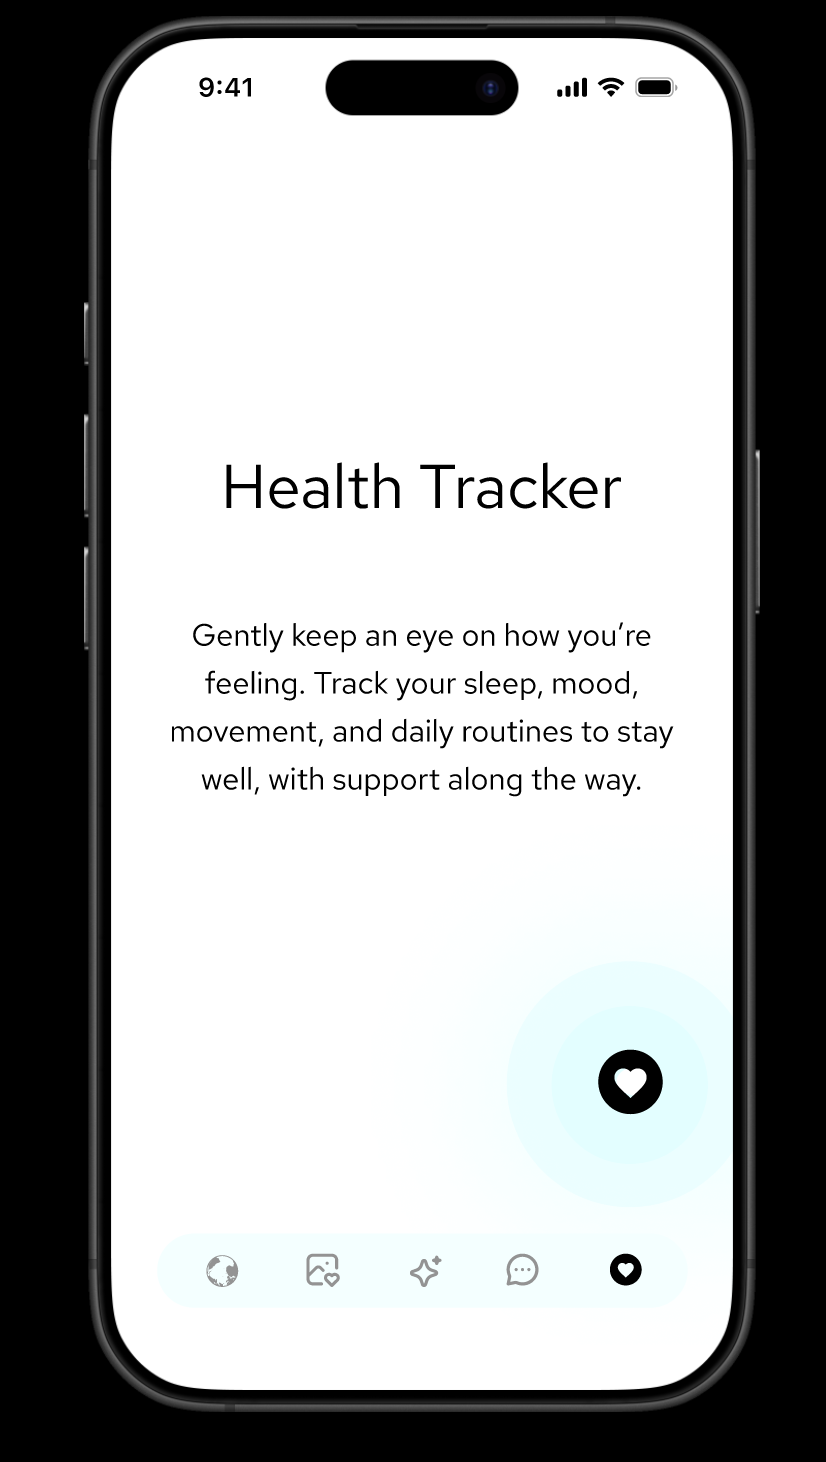 9:41
Health Tracker
Gently keep an eye on how you’re
feeling. Track your sleep, mood,
movement, and daily routines to stay
well, with support along the way.